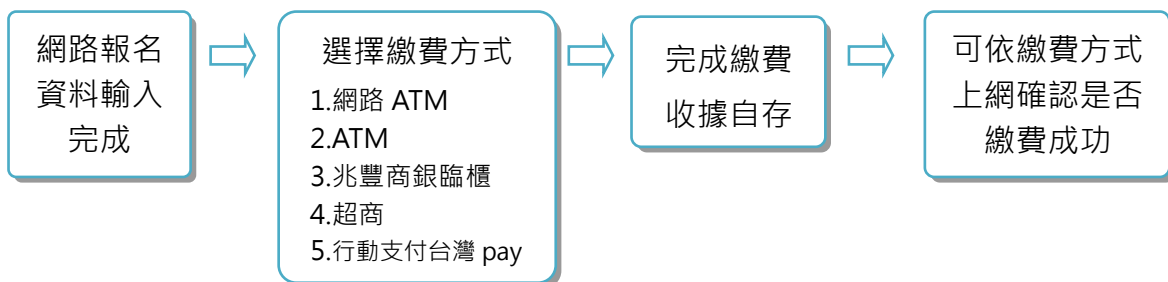 網路報名
資料輸入
完成
選擇繳費方式
1.網路 ATM
2.ATM
3.兆豐商銀臨櫃
4.超商
5.行動支付台灣 pay
完成繳費
收據自存
可依繳費方式
上網確認是否
繳費成功